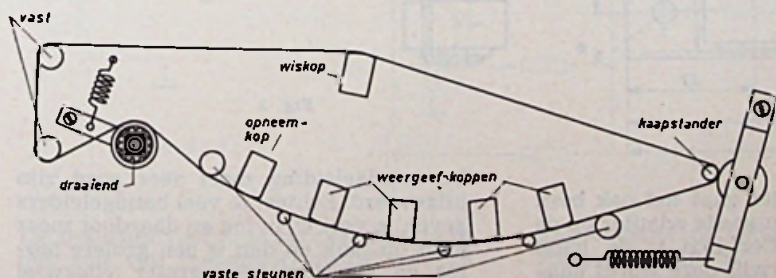 vast
wiskop
opneem-
kop
kaapstander
weergeef-koppen
draaiend
vaste steunen